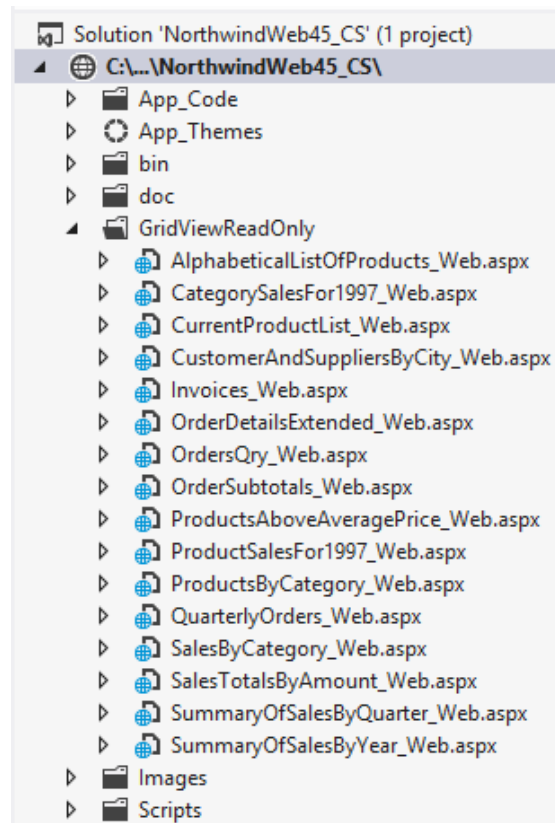 Solution 'NorthwindWeb45_CS' (1 project)
C:\...\NorthwindWeb45_CS\
App_Code
App_Themes
bin
doc
GridViewReadOnly
AlphabeticalListOfProducts_Web.aspx
CategorySalesFor1997_Web.aspx
CurrentProductList_Web.aspx
CustomerAndSuppliersByCity_Web.aspx
Invoices_Web.aspx
OrderDetailsExtended_Web.aspx
OrdersQry_Web.aspx
OrderSubtotals_Web.aspx
ProductsAboveAveragePrice_Web.aspx
ProductSalesFor1997_Web.aspx
ProductsByCategory_Web.aspx
QuarterlyOrders_Web.aspx
SalesByCategory_Web.aspx
SalesTotalsByAmount_Web.aspx
SummaryOfSalesByQuarter_Web.aspx
SummaryOfSalesByYear_Web.aspx
Images
Scripts